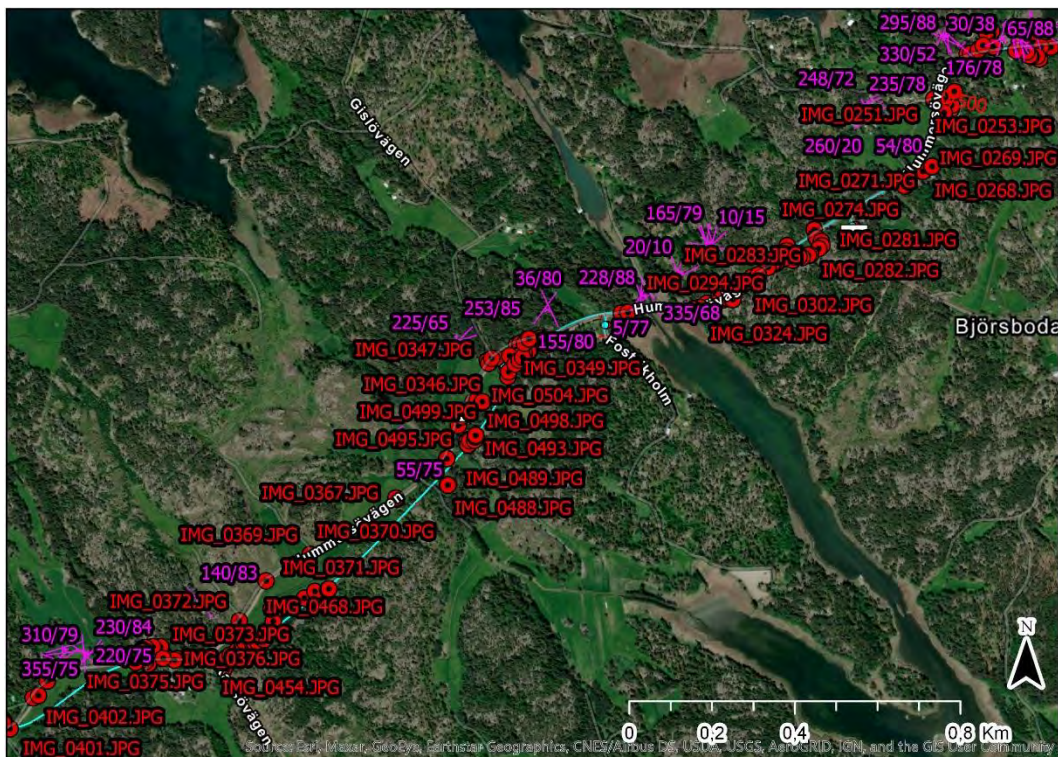 295/88
30/38
65/88
330/52
176/78
248/72
235/78
Gislövägen
IMG_0251.JPG
IMG_0253.JPG
260/20
54/80
IMG_0269.JPG
IMG_0271.JPG
IMG_0268.JPG
165/79
10/15
IMG_0274.JPG
20/10
IMG_0283.JPG
IMG_0281.JPG
36/80
228/88
IMG_0294.JPG
IMG_0282.JPG
253/85
335/68
IMG_0302.JPG
225/65
5/77
Björsboda
155/80
IMG_0324.JPG
IMG_0347.JPG
IMG_0349.JPG
IMG_0346.JPG
IMG_0504.JPG
IMG_0499.JPG
IMG_0498.JPG
IMG_0495.JPG
IMG_0493.JPG
55/75
IMG_0489.JPG
IMG_0367.JPG
IMG_0488.JPG
IMG_0369.JPG
IMG_0370.JPG
140/83
IMG_0371.JPG
IMG_0372.JPG
IMG_0468.JPG
310/79
230/84
IMG_0373.JPG
355/75
220/75
IMG_0376.JPG
IMG_0375.JPG
IMG_0454.JPG
N
IMG_0402.JPG
0 0,2 0,4 0,8 Km
IMG_0401.JPG
Source: Esri, Maxar, GeoEye, Earthstar Geographics, CNES/Airbus DS, USDA, USGS, AeroGRID, IGN, and the GIS User Community